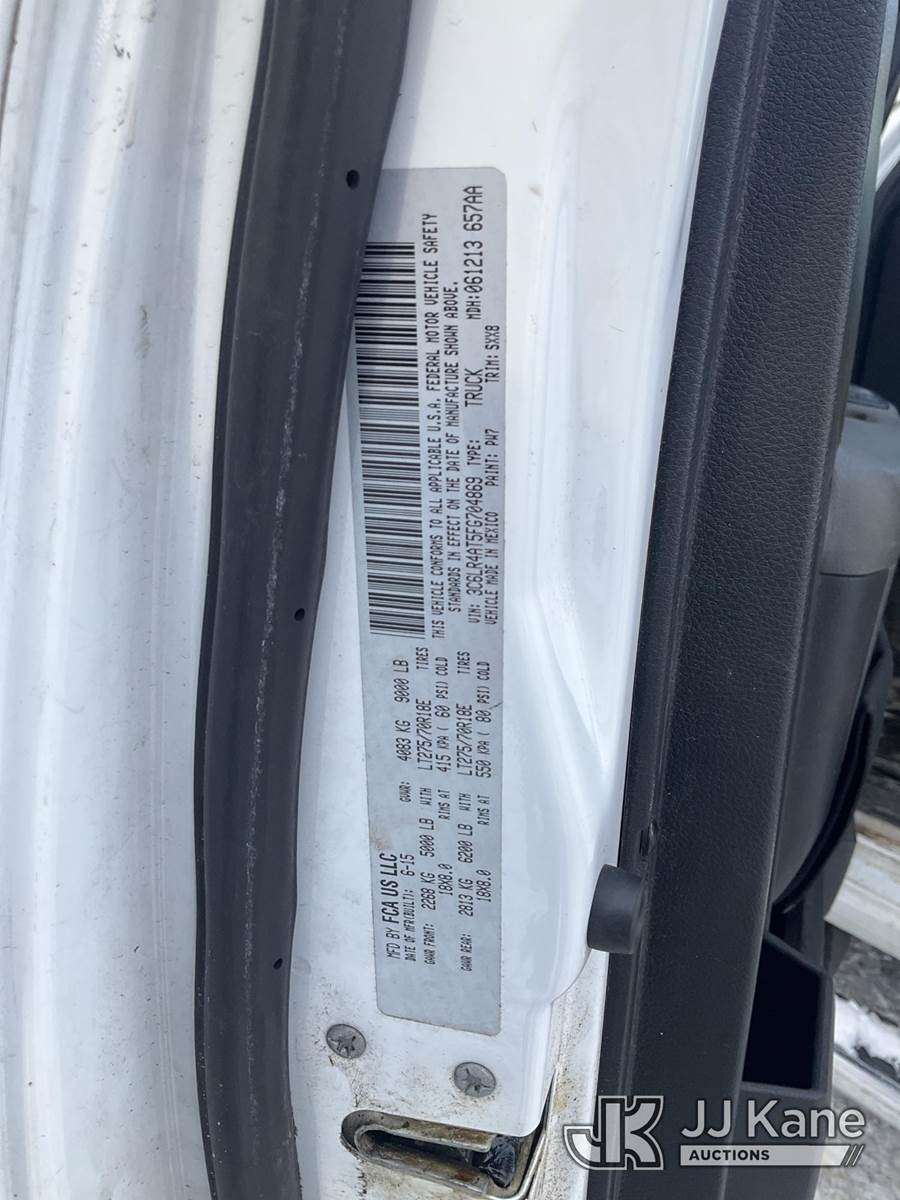 MFD BY FCA US LLC
DATE OF MFR(BUILT): 6-15 GVWR: 4083 KG 9000 LB
GAWR FRONT: 2268 KG 5000 LB WITH LT275/70R18E TIRES
18X8.0 RIMS AT 415 KPA ( 60 PSI) COLD
GAWR REAR: 2813 KG 6200 LB WITH LT275/70R18E TIRES
18X8.0 RIMS AT 550 KPA ( 80 PSI) COLD
THIS VEHICLE CONFORMS TO ALL APPLICABLE U.S.A. FEDERAL MOTOR VEHICLE SAFETY
STANDARDS IN EFFECT ON THE DATE OF MANUFACTURE SHOWN ABOVE.
VIN: 3C6LR4AT5FG704869 TYPE: TRUCK MDH:061213 657AA
VEHICLE MADE IN MEXICO PAINT: PW7 TRIM: SXX8
JK JJ Kane
AUCTIONS